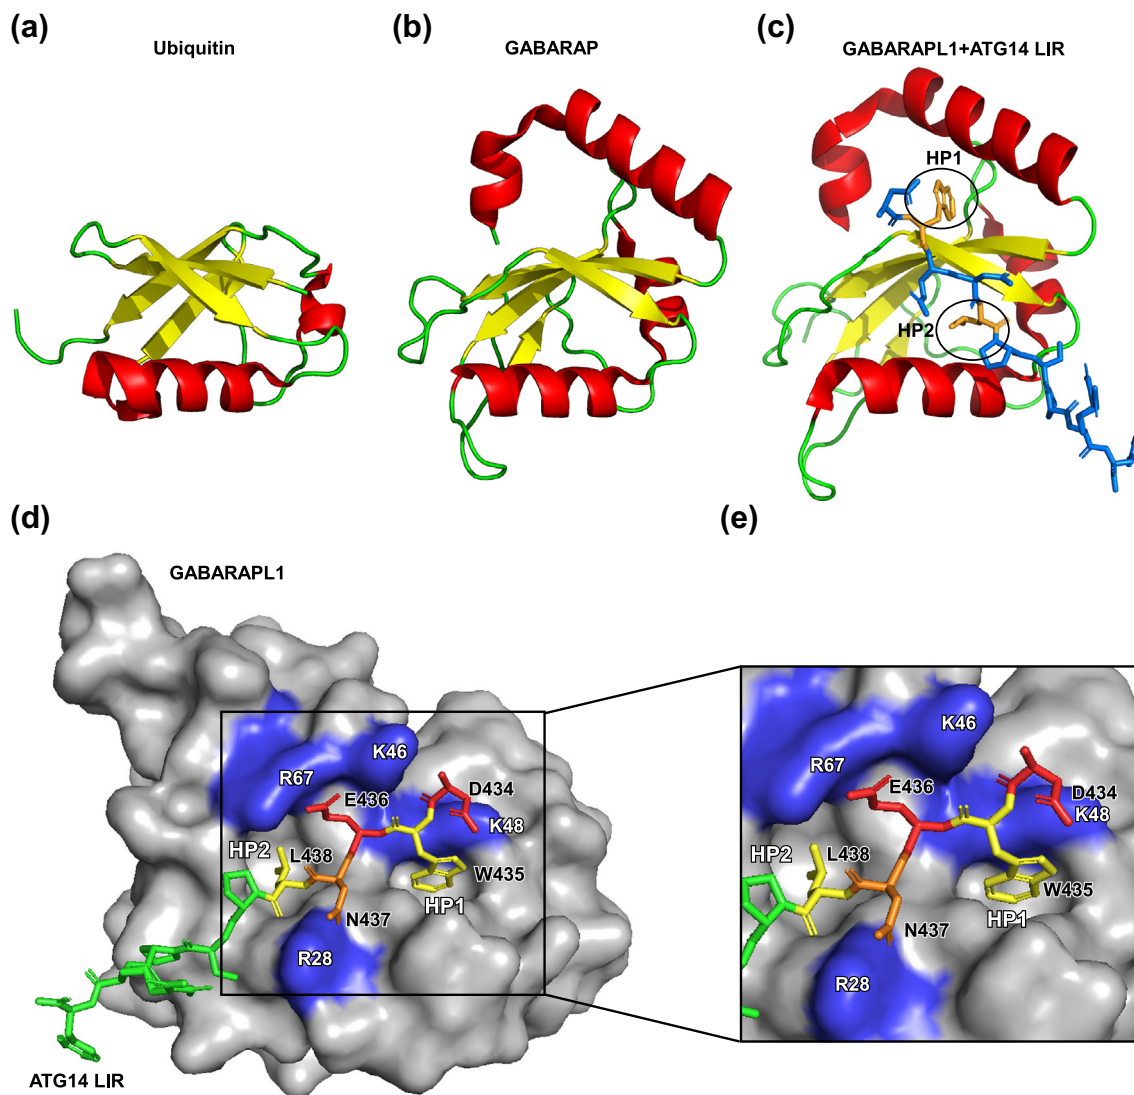 (a)
Ubiquitin
(b)
GABARAP
(c)
GABARAPL1+ATG14 LIR
HP1
HP2
(d)
GABARAPL1
K46
R67
E436
D434
K48
HP2
L438
W435
HP1
N437
R28
ATG14 LIR
(e)
K46
R67
E436
D434
K48
HP2
L438
W435
HP1
N437
R28